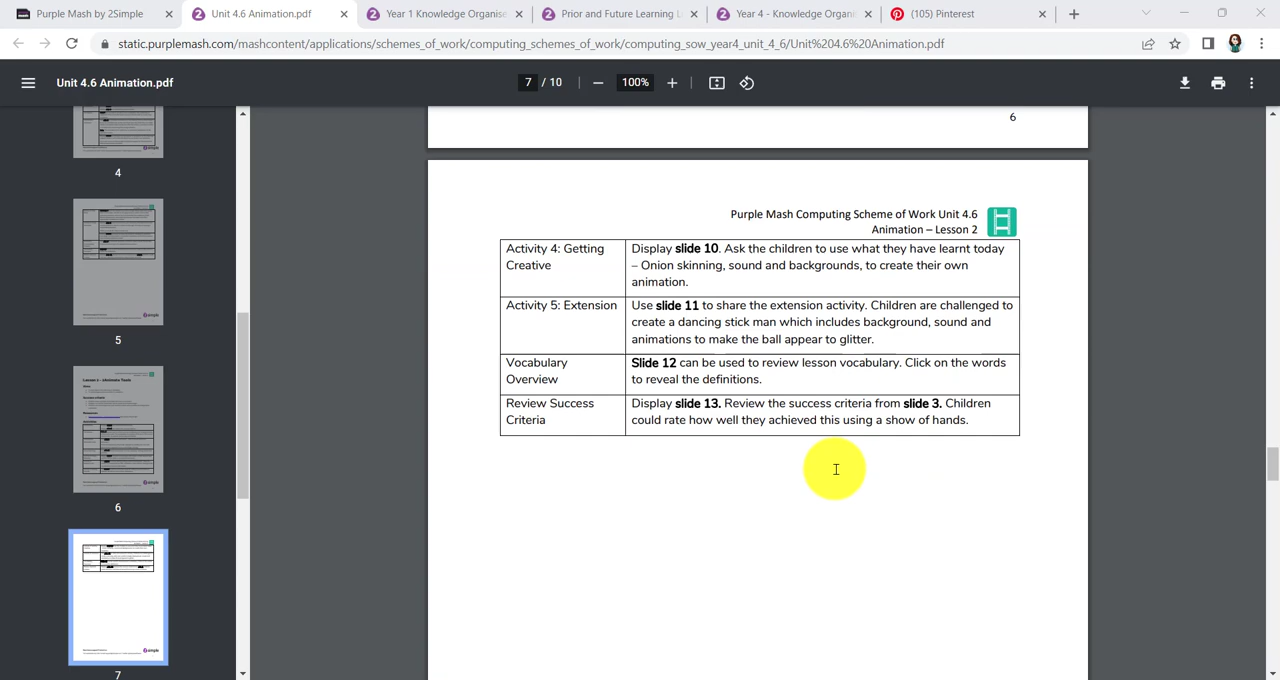 Purple Mash by 2Simple
Unit 4.6 Animation.pdf
Year 1 Knowledge Organise
Prior and Future Learning L
Year 4 - Knowledge Organi
(105) Pinterest
static.purplemash.com/mashcontent/applications/schemes_of_work/computing_schemes_of_work/computing_sow_year4_unit_4_6/Unit%204.6%20Animation.pdf
Unit 4.6 Animation.pdf
7 / 10
100%
4
5
6
7
6
Purple Mash Computing Scheme of Work Unit 4.6
Animation – Lesson 2
Activity 4: Getting
Creative
Display slide 10. Ask the children to use what they have learnt today
– Onion skinning, sound and backgrounds, to create their own
animation.
Activity 5: Extension
Use slide 11 to share the extension activity. Children are challenged to
create a dancing stick man which includes background, sound and
animations to make the ball appear to glitter.
Vocabulary
Overview
Slide 12 can be used to review lesson vocabulary. Click on the words
to reveal the definitions.
Review Success
Criteria
Display slide 13. Review the success criteria from slide 3. Children
could rate how well they achieved this using a show of hands.